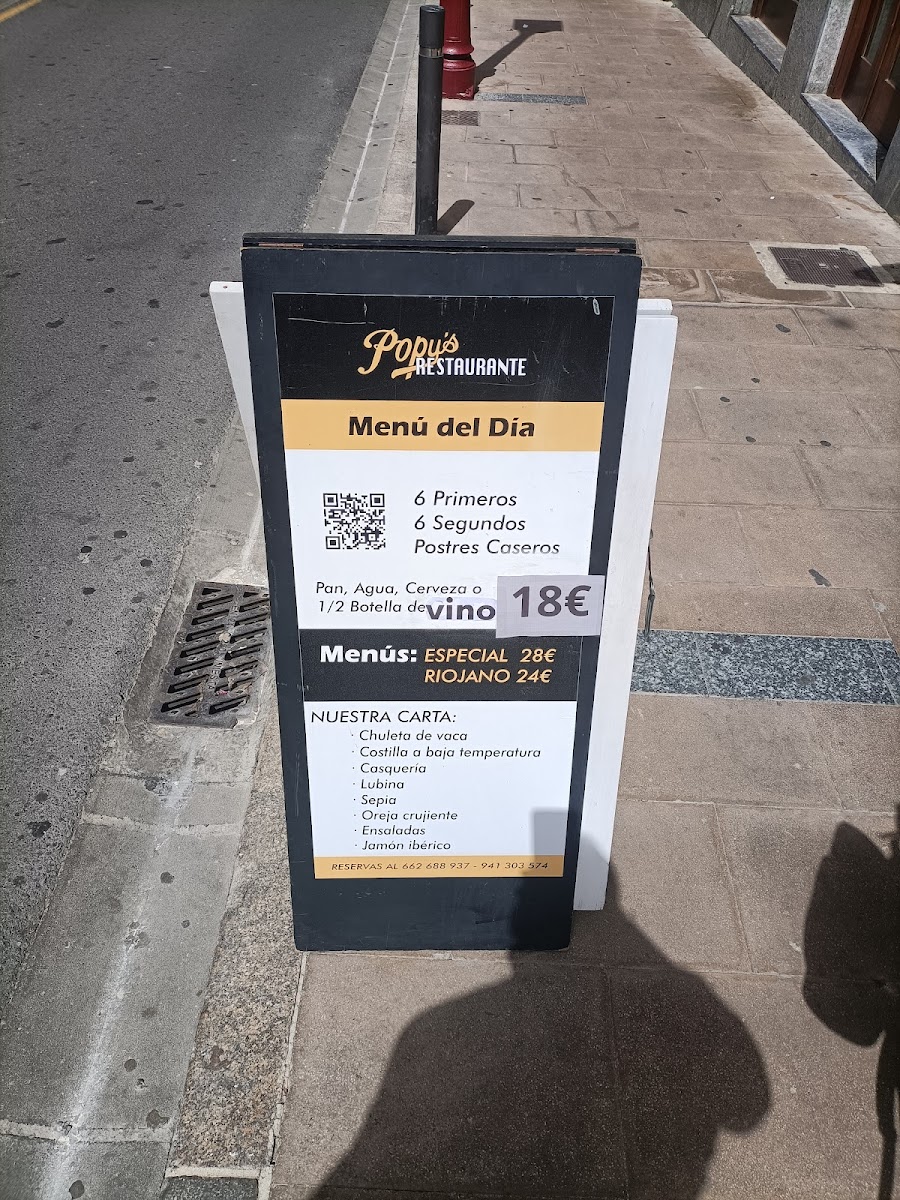 Popy's
RESTAURANTE
Menú del Día
6 Primeros
6 Segundos
Postres Caseros
Pan, Agua, Cerveza o
1/2 Botella de vino 18€
Menús: ESPECIAL 28€
RIOJANO 24€
NUESTRA CARTA:
· Chuleta de vaca
· Costilla a baja temperatura
· Casquería
· Lubina
· Sepia
· Oreja crujiente
· Ensaladas
· Jamón ibérico
RESERVAS AL 662 688 937 - 941 303 574